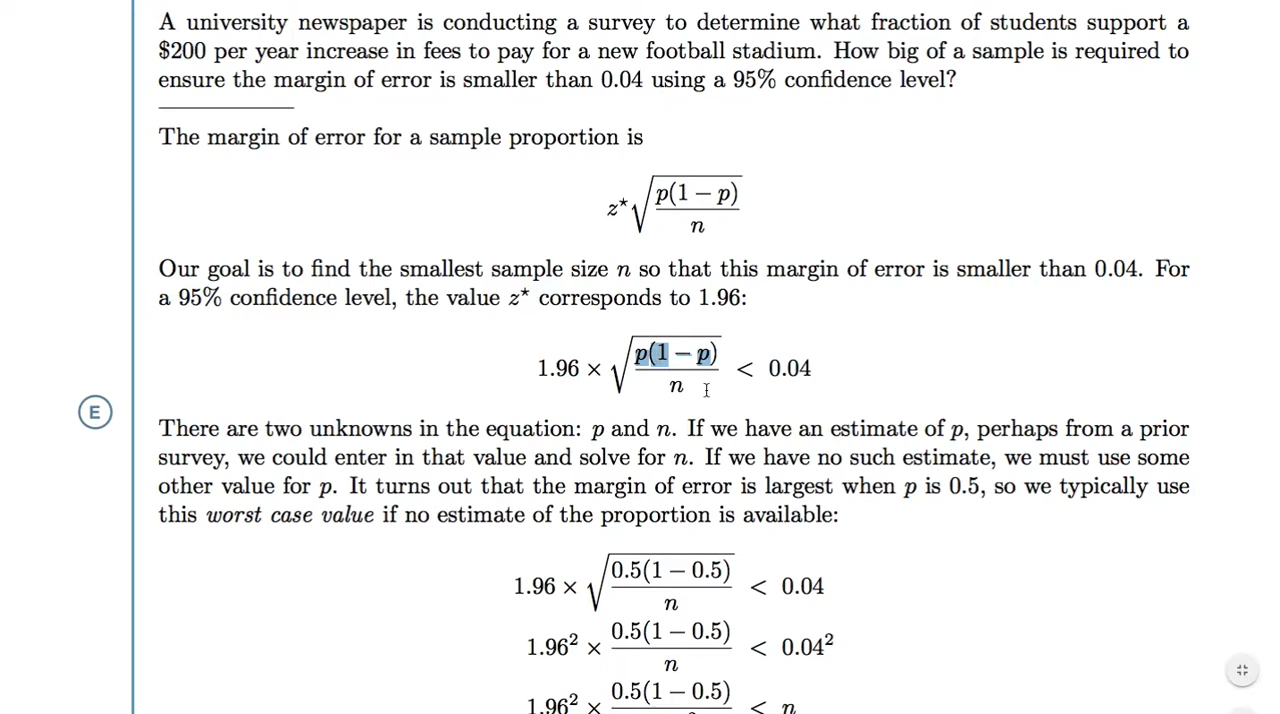 A university newspaper is conducting a survey to determine what fraction of students support a
$200 per year increase in fees to pay for a new football stadium. How big of a sample is required to
ensure the margin of error is smaller than 0.04 using a 95% confidence level?
The margin of error for a sample proportion is
z⋆√(p(1 − p)/n)
Our goal is to find the smallest sample size n so that this margin of error is smaller than 0.04. For
a 95% confidence level, the value z⋆ corresponds to 1.96:
1.96 × √(p(1 − p)/n) < 0.04
E
There are two unknowns in the equation: p and n. If we have an estimate of p, perhaps from a prior
survey, we could enter in that value and solve for n. If we have no such estimate, we must use some
other value for p. It turns out that the margin of error is largest when p is 0.5, so we typically use
this worst case value if no estimate of the proportion is available:
1.96 × √(0.5(1 − 0.5)/n) < 0.04
1.96² × 0.5(1 − 0.5)/n < 0.04²
1.96² × 0.5(1 − 0.5) < n